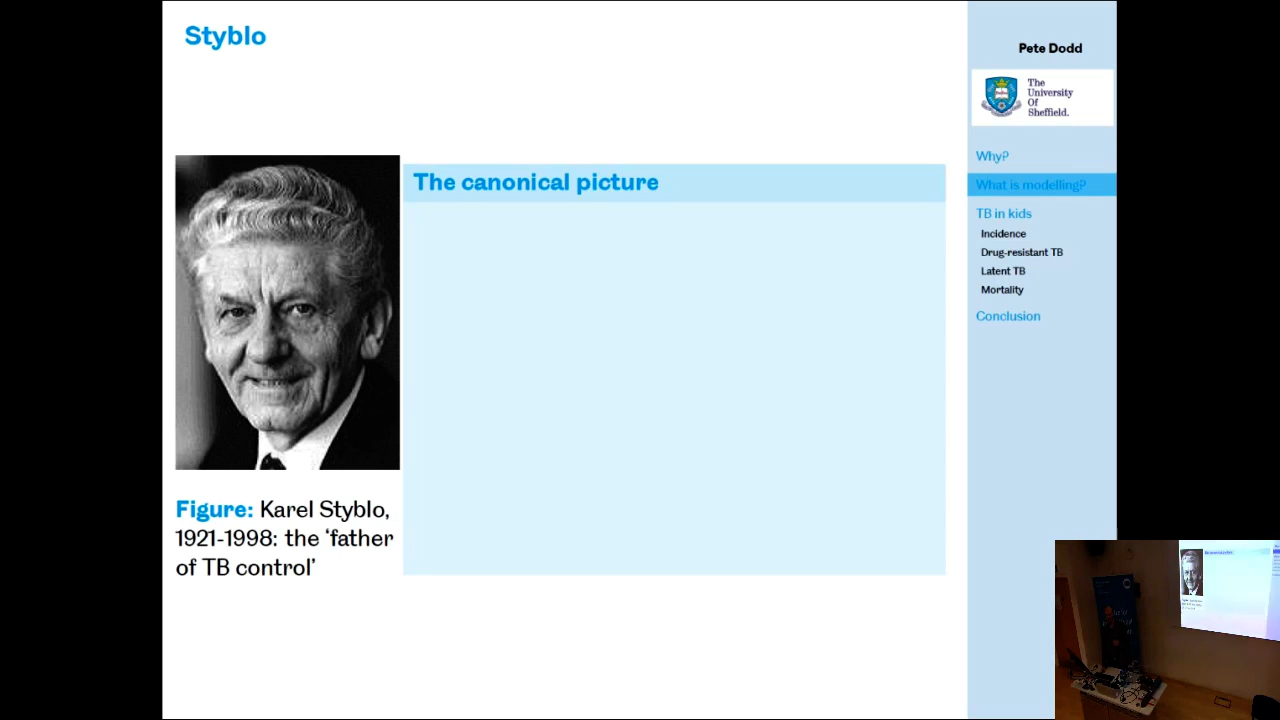 Styblo
The canonical picture
Figure: Karel Styblo,
1921-1998: the ‘father
of TB control’
Pete Dodd
The
University
Of
Sheffield.
Why?
What is modelling?
TB in kids
Incidence
Drug-resistant TB
Latent TB
Mortality
Conclusion